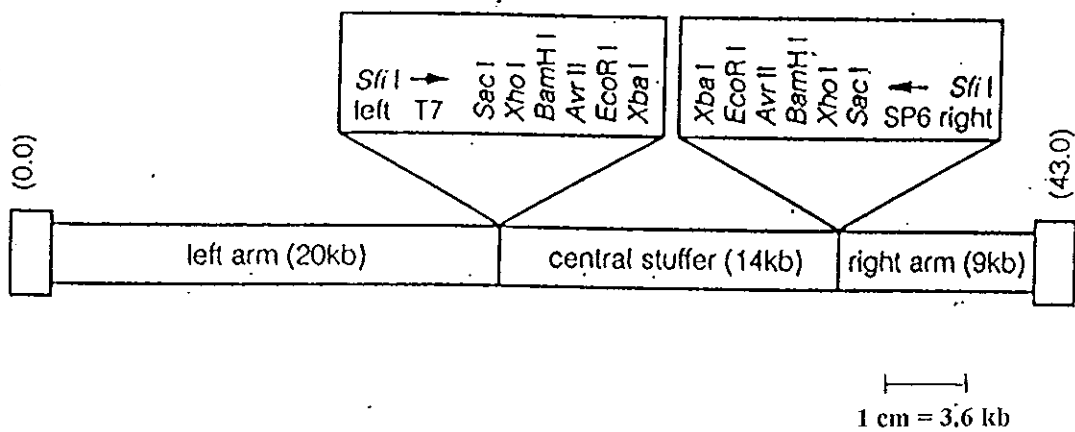 Sfi I → Sac I Xho I BamH I Avr II EcoR I Xba I
left T7
Xba I EcoR I Avr II BamH I Xho I Sac I ← Sfi I
SP6 right
(0.0)
(43.0)
left arm (20kb)
central stuffer (14kb)
right arm (9kb)
1 cm = 3.6 kb